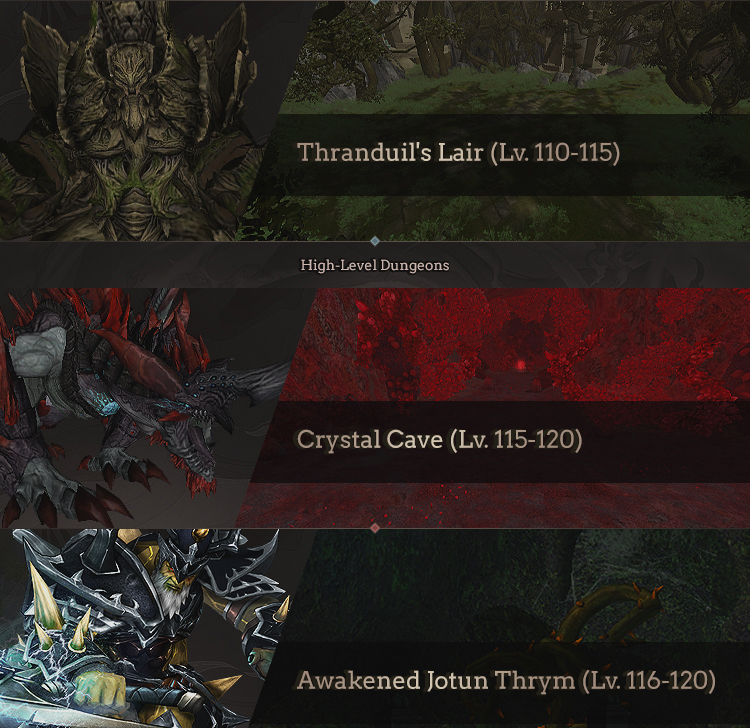 Thranduil's Lair (Lv. 110-115)
High-Level Dungeons
Crystal Cave (Lv. 115-120)
Awakened Jotun Thrym (Lv. 116-120)